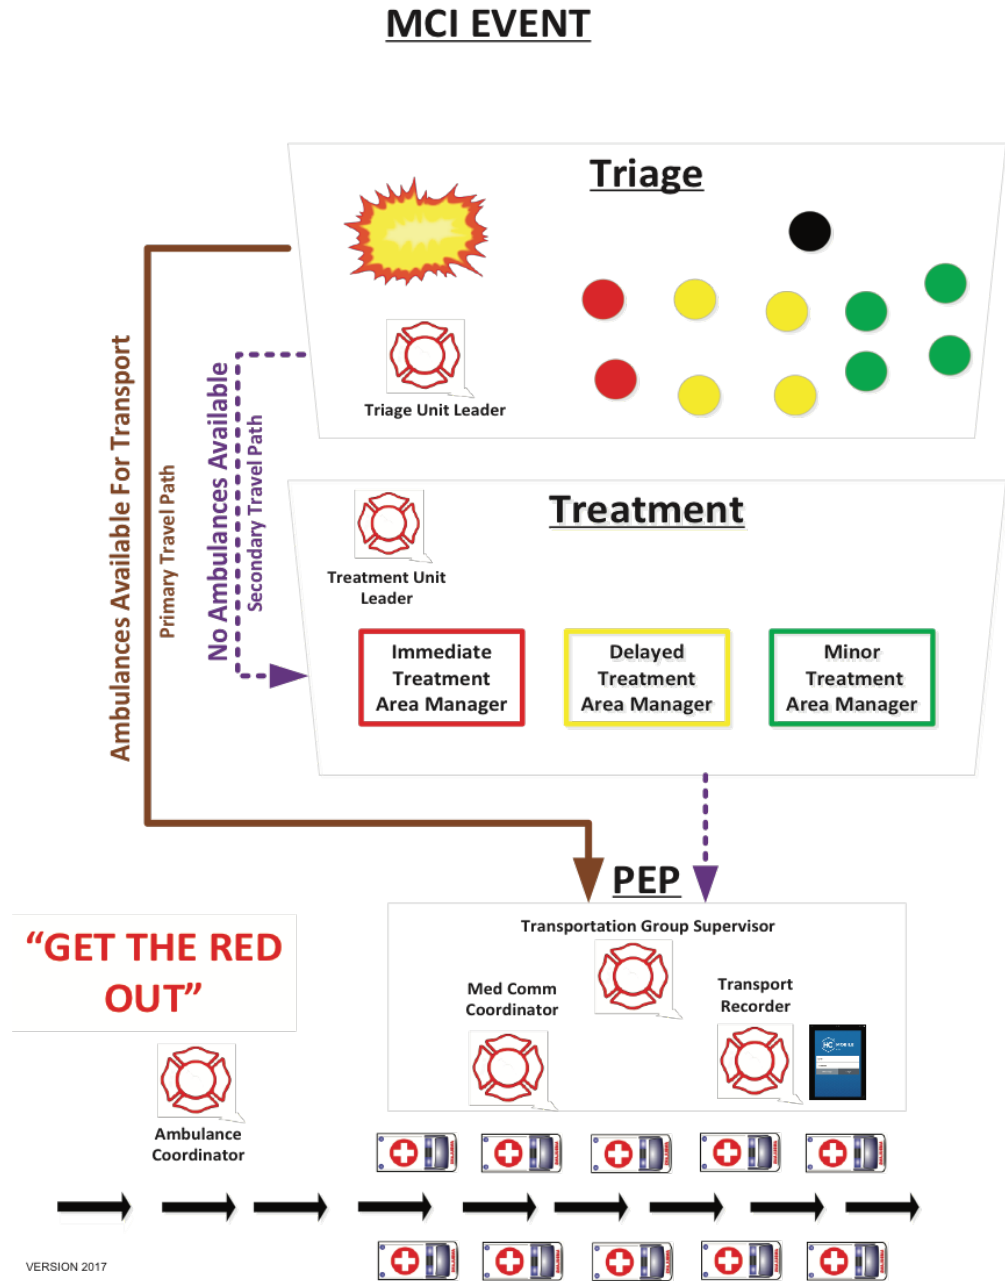 MCI EVENT
Triage
Triage Unit Leader
Ambulances Available For Transport
Primary Travel Path
No Ambulances Available
Secondary Travel Path
Treatment
Treatment Unit
Leader
Immediate
Treatment
Area Manager
Delayed
Treatment
Area Manager
Minor
Treatment
Area Manager
PEP
Transportation Group Supervisor
Med Comm
Coordinator
Transport
Recorder
HC MOBILE
“GET THE RED
OUT”
Ambulance
Coordinator
VERSION 2017